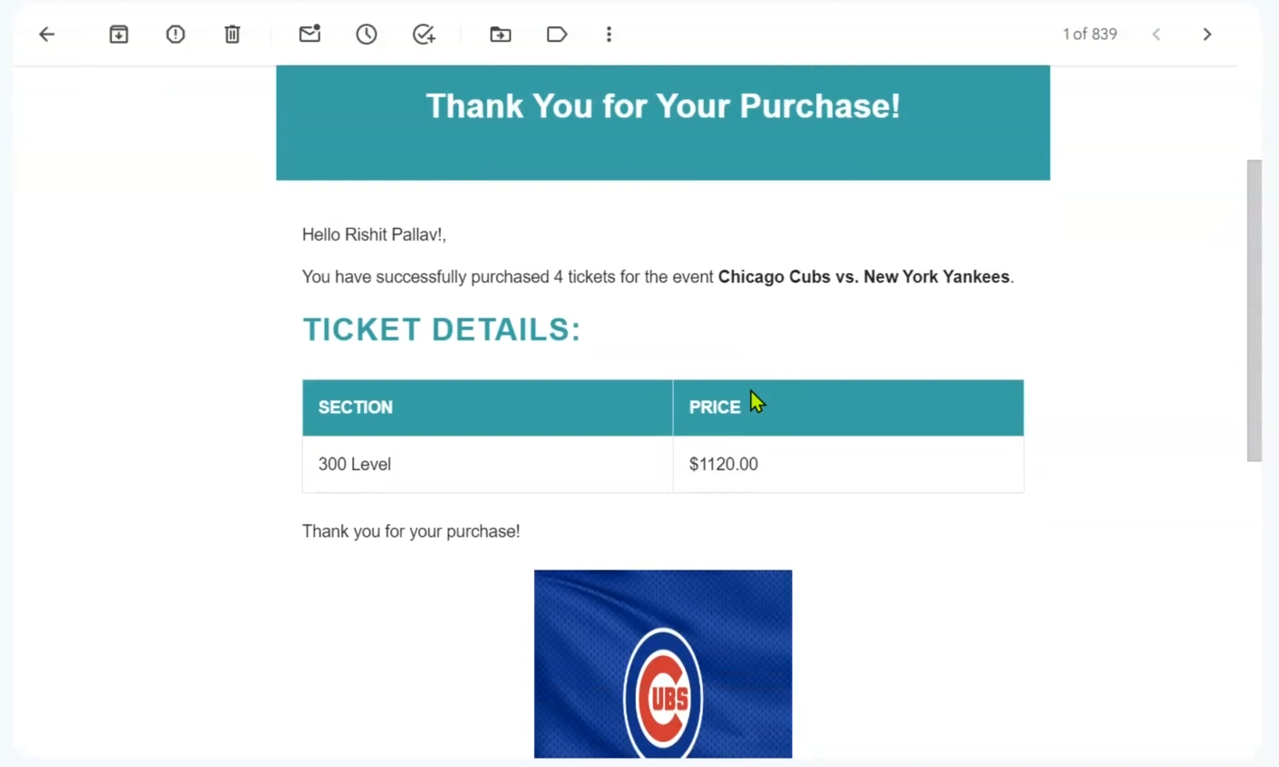 1 of 839
Thank You for Your Purchase!
Hello Rishit Pallav!,
You have successfully purchased 4 tickets for the event Chicago Cubs vs. New York Yankees.
TICKET DETAILS:
SECTION PRICE
300 Level $1120.00
Thank you for your purchase!
CUBS